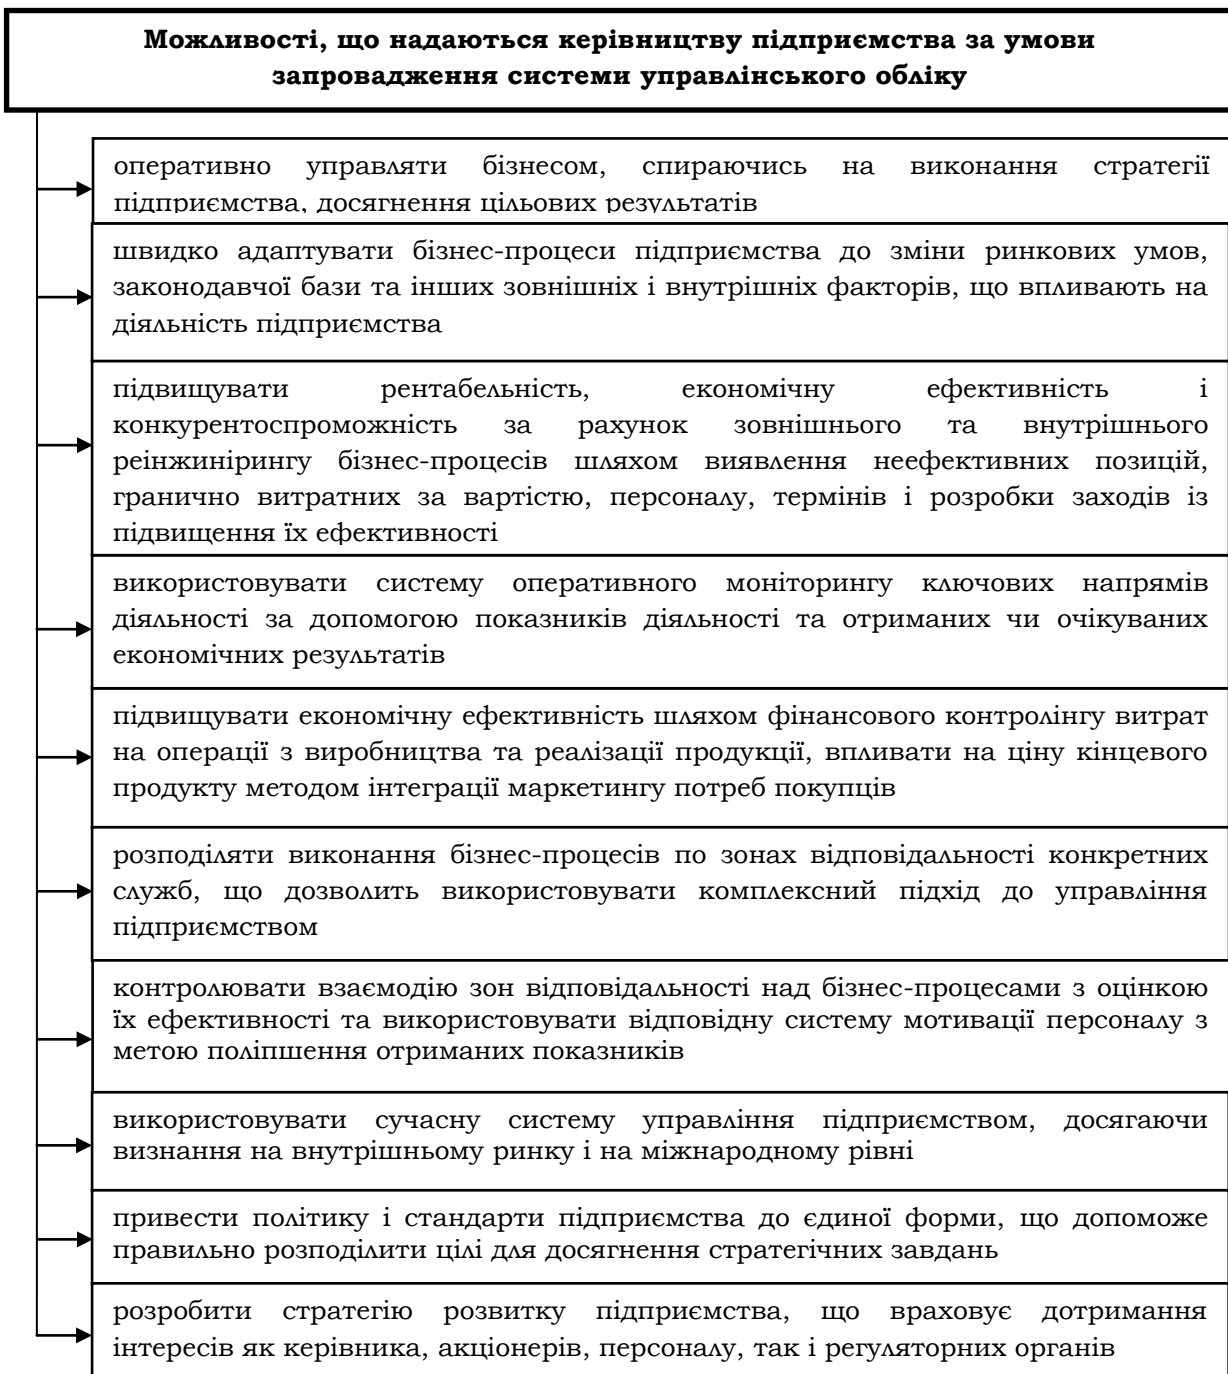 Можливості, що надаються керівництву підприємства за умови
запровадження системи управлінського обліку
оперативно управляти бізнесом, спираючись на виконання стратегії
підприємства, досягнення цільових результатів
швидко адаптувати бізнес-процеси підприємства до зміни ринкових умов,
законодавчої бази та інших зовнішніх і внутрішніх факторів, що впливають на
діяльність підприємства
підвищувати рентабельність, економічну ефективність і
конкурентоспроможність за рахунок зовнішнього та внутрішнього
реінжинірингу бізнес-процесів шляхом виявлення неефективних позицій,
гранично витратних за вартістю, персоналу, термінів і розробки заходів із
підвищення їх ефективності
використовувати систему оперативного моніторингу ключових напрямів
діяльності за допомогою показників діяльності та отриманих чи очікуваних
економічних результатів
підвищувати економічну ефективність шляхом фінансового контролінгу витрат
на операції з виробництва та реалізації продукції, впливати на ціну кінцевого
продукту методом інтеграції маркетингу потреб покупців
розподіляти виконання бізнес-процесів по зонах відповідальності конкретних
служб, що дозволить використовувати комплексний підхід до управління
підприємством
контролювати взаємодію зон відповідальності над бізнес-процесами з оцінкою
їх ефективності та використовувати відповідну систему мотивації персоналу з
метою поліпшення отриманих показників
використовувати сучасну систему управління підприємством, досягаючи
визнання на внутрішньому ринку і на міжнародному рівні
привести політику і стандарти підприємства до єдиної форми, що допоможе
правильно розподілити цілі для досягнення стратегічних завдань
розробити стратегію розвитку підприємства, що враховує дотримання
інтересів як керівника, акціонерів, персоналу, так і регуляторних органів